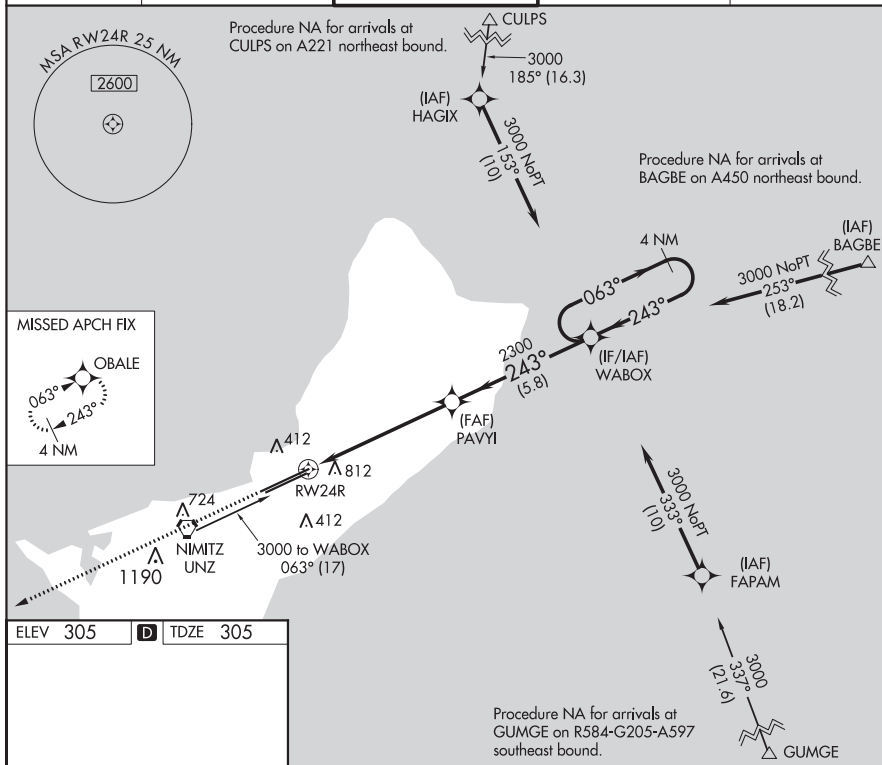 Procedure NA for arrivals at
CULPS on A221 northeast bound.
CULPS
3000
185° (16.3)
MSA RW24R 25 NM
2600
(IAF)
HAGIX
3000 NoPT
153°
(10)
Procedure NA for arrivals at
BAGBE on A450 northeast bound.
(IAF)
BAGBE
3000 NoPT
253°
(18.2)
4 NM
063°
243°
(IF/IAF)
WABOX
2300
243°
(5.8)
(FAF)
PAVYI
MISSED APCH FIX
OBALE
063°
243°
4 NM
412
812
RW24R
724
412
NIMITZ
UNZ
1190
3000 to WABOX
063° (17)
3000 NoPT
333°
(10)
(IAF)
FAPAM
3000
337°
(21.6)
GUMGE
Procedure NA for arrivals at
GUMGE on R584-G205-A597
southeast bound.
ELEV 305 D TDZE 305